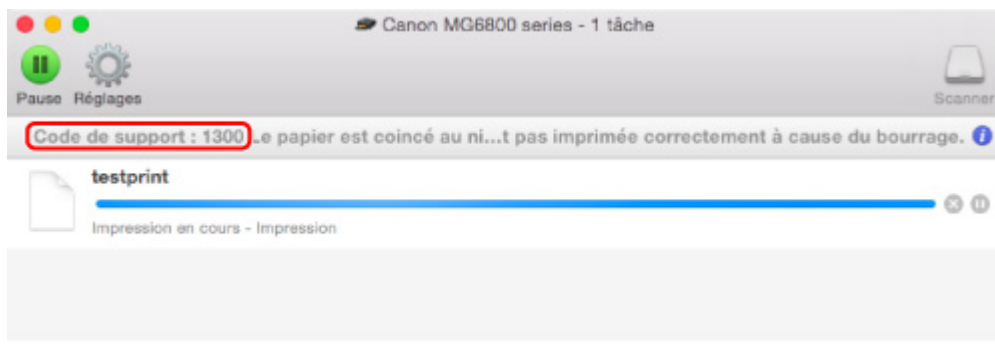 Canon MG6800 series - 1 tâche
Pause Réglages Scanner
Code de support : 1300 Le papier est coincé au ni...t pas imprimée correctement à cause du bourrage.
testprint
Impression en cours - Impression